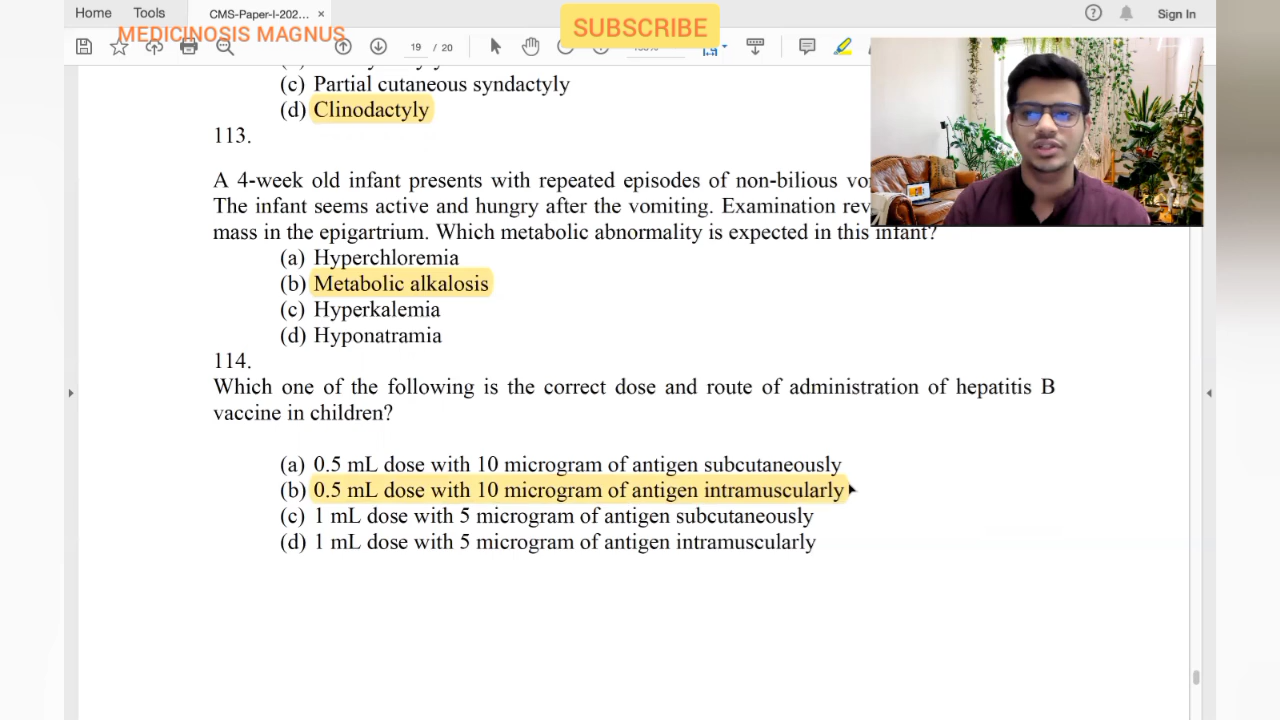 Home Tools CMS-Paper-I-202... × Sign In
SUBSCRIBE
MEDICINOSIS MAGNUS
19 / 20
(c) Partial cutaneous syndactyly
(d) Clinodactyly
113.
A 4-week old infant presents with repeated episodes of non-bilious
The infant seems active and hungry after the vomiting. Examination
mass in the epigartrium. Which metabolic abnormality is expected in this infant?
(a) Hyperchloremia
(b) Metabolic alkalosis
(c) Hyperkalemia
(d) Hyponatramia
114.
Which one of the following is the correct dose and route of administration of hepatitis B
vaccine in children?
(a) 0.5 mL dose with 10 microgram of antigen subcutaneously
(b) 0.5 mL dose with 10 microgram of antigen intramuscularly
(c) 1 mL dose with 5 microgram of antigen subcutaneously
(d) 1 mL dose with 5 microgram of antigen intramuscularly